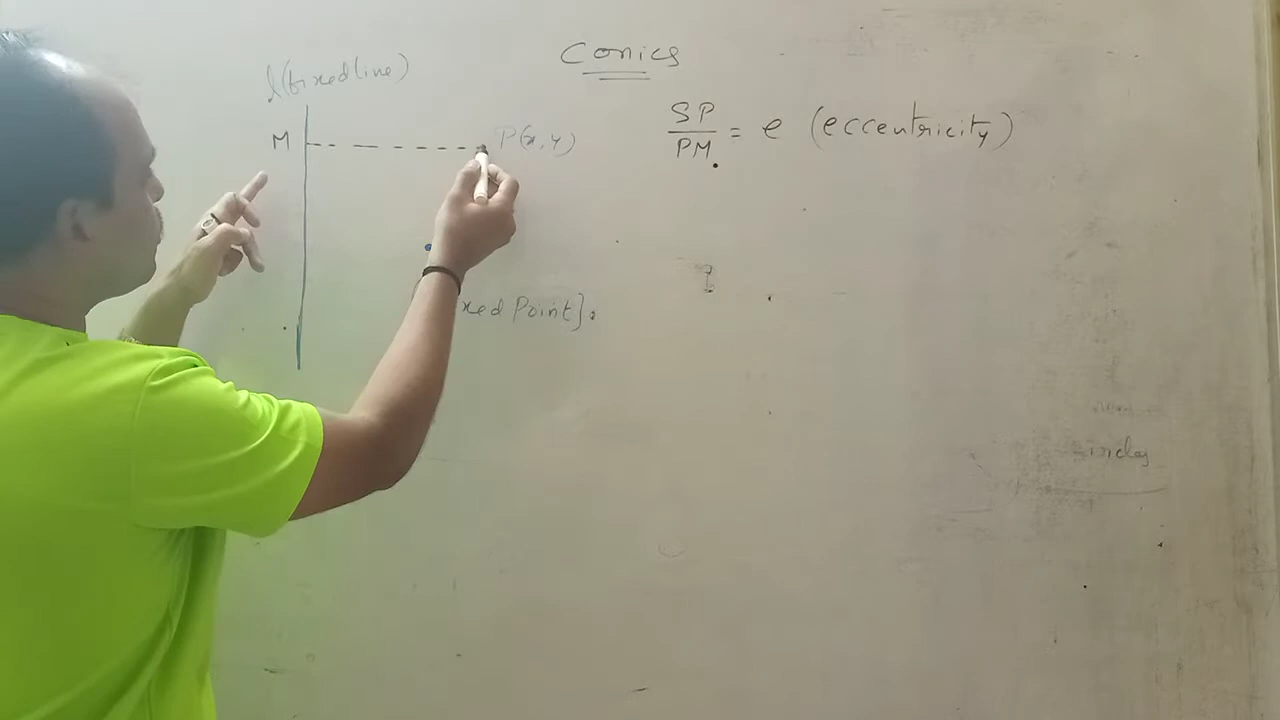 Conics
l(fixed line)
M
P(x, y)
SP
PM
= e (eccentricity)
xed Point}